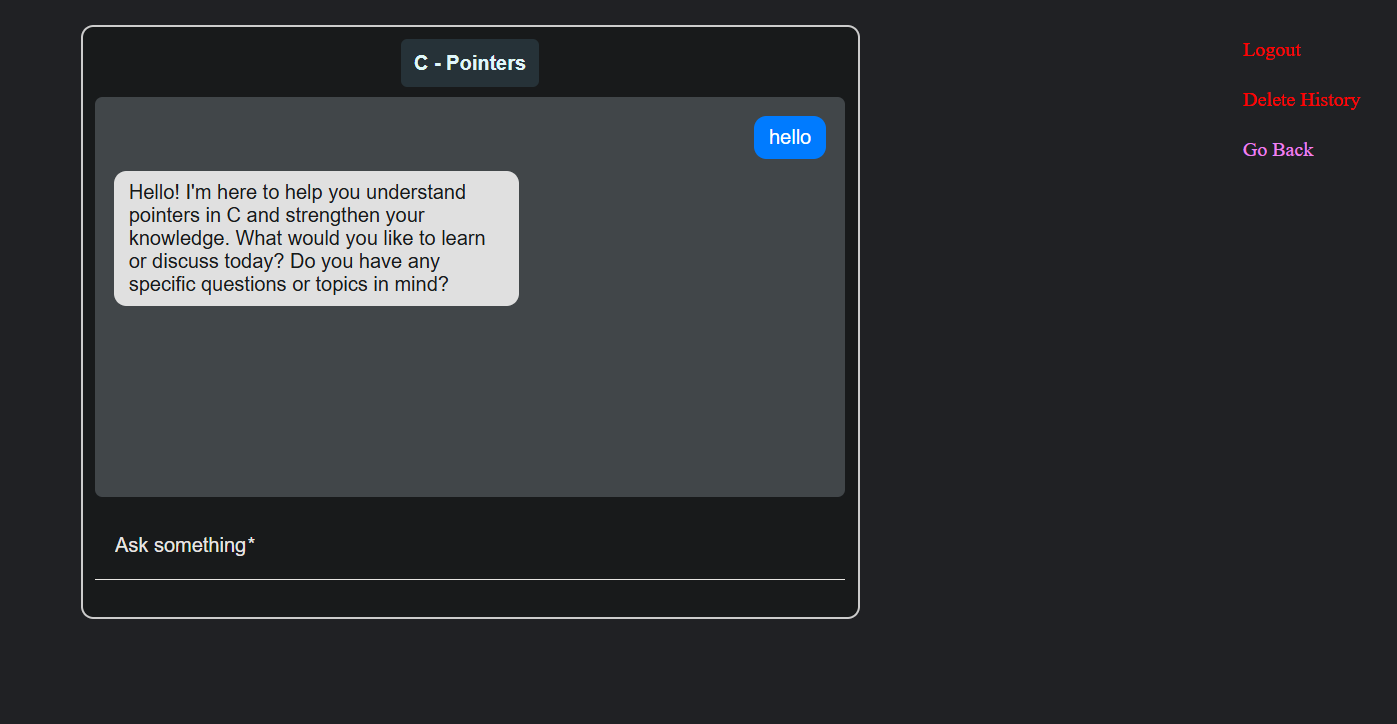 C - Pointers
Logout
Delete History
Go Back
hello
Hello! I'm here to help you understand
pointers in C and strengthen your
knowledge. What would you like to learn
or discuss today? Do you have any
specific questions or topics in mind?
Ask something*